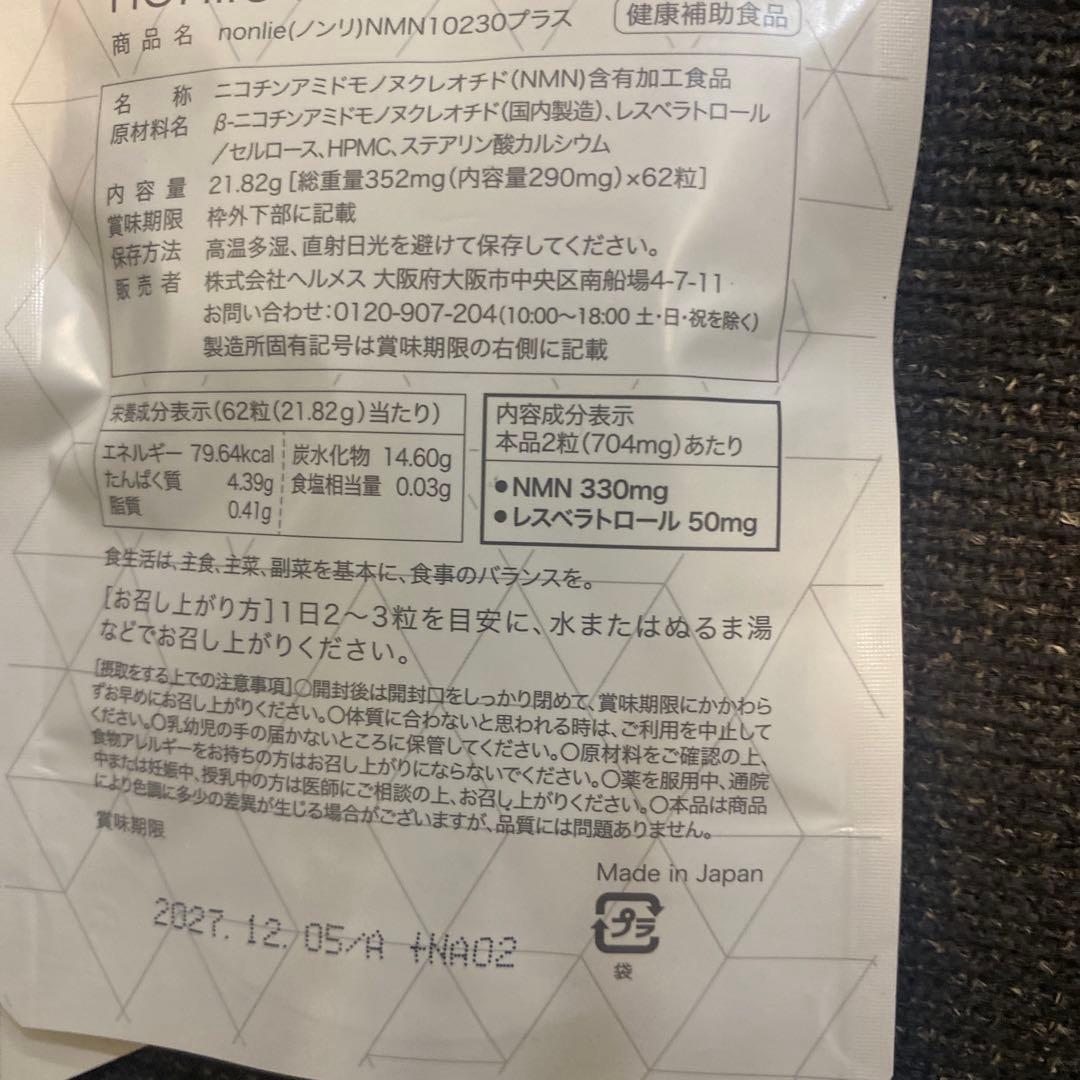 nonlie
商品名 nonlie(ノンリ)NMN10230プラス
健康補助食品
名称 ニコチンアミドモノヌクレオチド(NMN)含有加工食品
原材料名 β-ニコチンアミドモノヌクレオチド(国内製造)、レスベラトロール
/セルロース、HPMC、ステアリン酸カルシウム
内容量 21.82g [総重量352mg(内容量290mg)×62粒]
賞味期限 枠外下部に記載
保存方法 高温多湿、直射日光を避けて保存してください。
販売者 株式会社ヘルメス 大阪府大阪市中央区南船場4-7-11
お問い合わせ:0120-907-204(10:00〜18:00 土・日・祝を除く)
製造所固有記号は賞味期限の右側に記載
栄養成分表示(62粒(21.82g)当たり)
エネルギー 79.64kcal 炭水化物 14.60g
たんぱく質 4.39g 食塩相当量 0.03g
脂質 0.41g
内容成分表示
本品2粒(704mg)あたり
●NMN 330mg
●レスベラトロール 50mg
食生活は、主食、主菜、副菜を基本に、食事のバランスを。
[お召し上がり方]1日2〜3粒を目安に、水またはぬるま湯
などでお召し上がりください。
[摂取をする上での注意事項]○開封後は開封口をしっかり閉めて、賞味期限にかかわら
ずお早めにお召し上がりください。○体質に合わないと思われる時は、ご利用を中止して
ください。○乳幼児の手の届かないところに保管してください。○原材料をご確認の上、
食物アレルギーをお持ちの方はお召し上がりにならないでください。○薬を服用中、通院
中または妊娠中、授乳中の方は医師にご相談の上、お召し上がりください。○本品は商品
により色調に多少の差異が生じる場合がございますが、品質には問題ありません。
賞味期限
Made in Japan
2027.12.05/A +NA02
プラ
袋